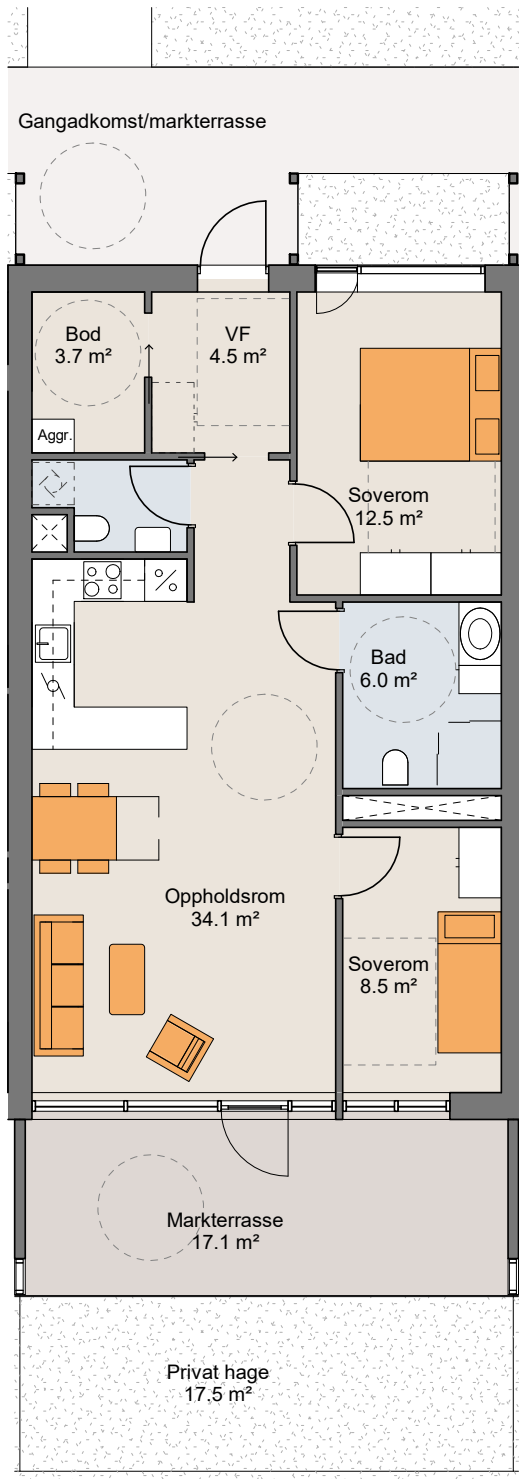 Gangadkomst/markterrasse
Bod
3.7 m²
VF
4.5 m²
Aggr.
Soverom
12.5 m²
Bad
6.0 m²
Oppholdsrom
34.1 m²
Soverom
8.5 m²
Markterrasse
17.1 m²
Privat hage
17.5 m²